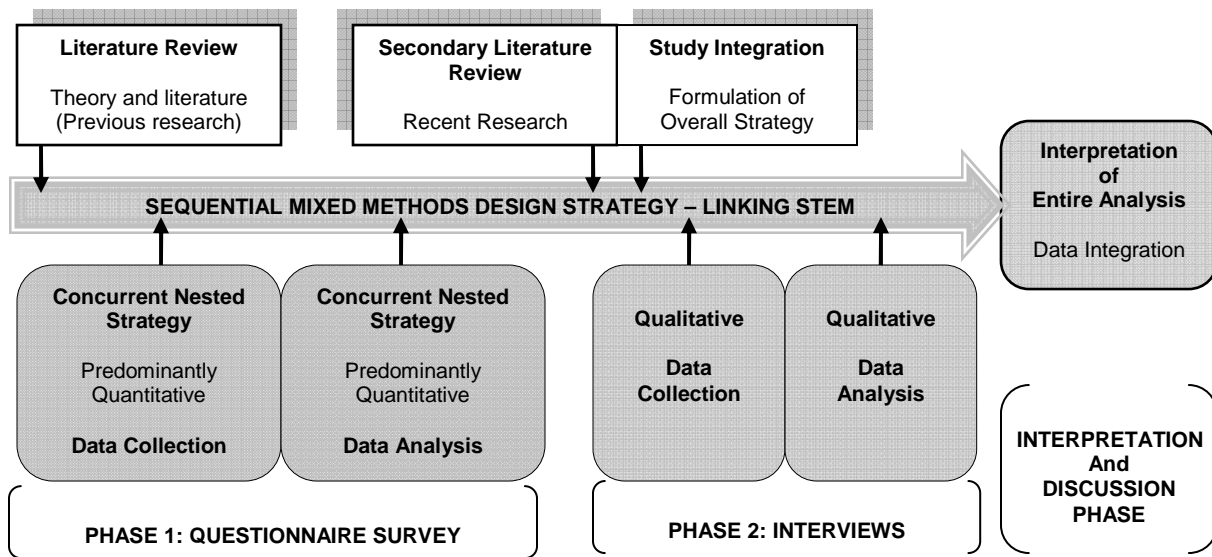 Literature Review
Theory and literature
(Previous research)
Secondary Literature
Review
Recent Research
Study Integration
Formulation of
Overall Strategy
SEQUENTIAL MIXED METHODS DESIGN STRATEGY – LINKING STEM
Interpretation
of
Entire Analysis
Data Integration
Concurrent Nested
Strategy
Predominantly
Quantitative
Data Collection
Concurrent Nested
Strategy
Predominantly
Quantitative
Data Analysis
Qualitative
Data
Collection
Qualitative
Data
Analysis
PHASE 1: QUESTIONNAIRE SURVEY
PHASE 2: INTERVIEWS
INTERPRETATION
And
DISCUSSION
PHASE